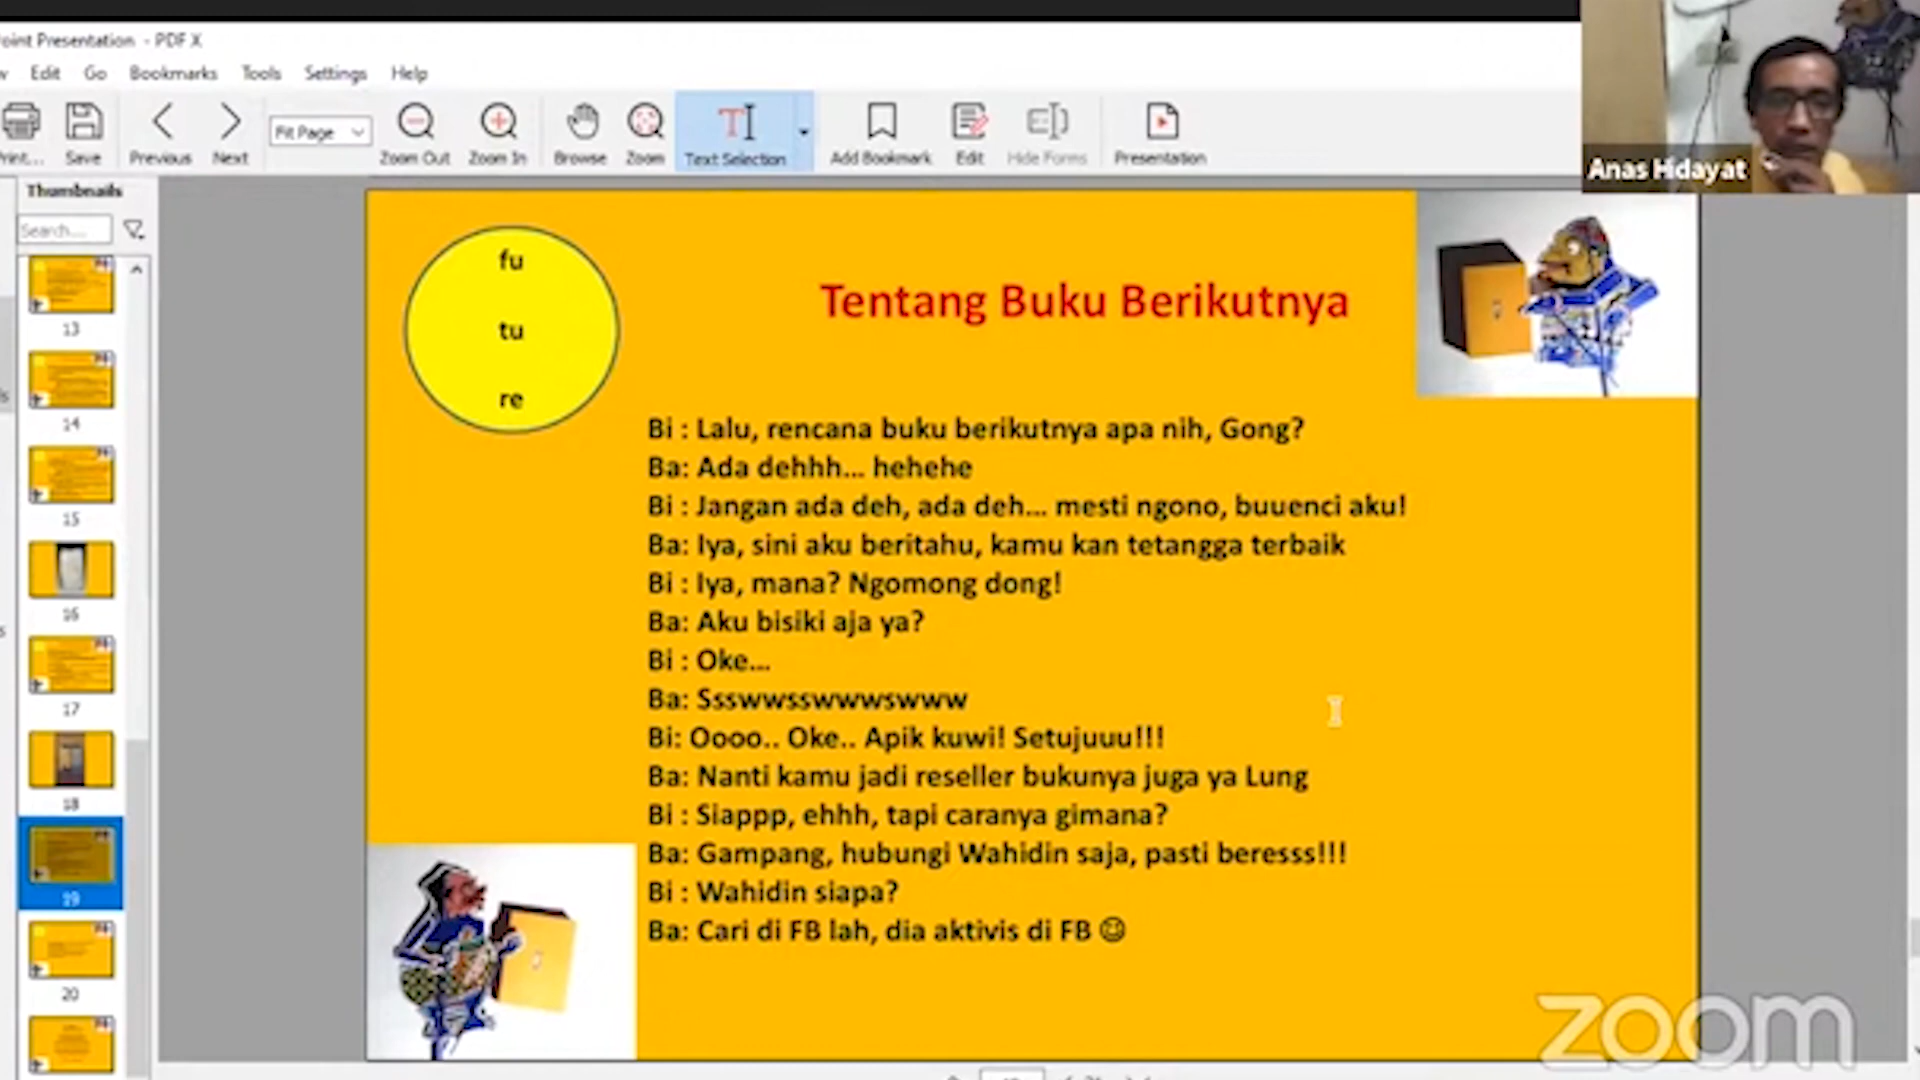 Presentation - PDF X
Edit Go Bookmarks Tools Settings Help
Save Previous Next Fit Page Zoom Out Zoom In Browse Zoom Text Selection Add Bookmark Edit Hide Forms Presentation
Anas Hidayat
Thumbnails
Search...
13
14
15
16
17
18
19
20
fu
tu
re
Tentang Buku Berikutnya
Bi : Lalu, rencana buku berikutnya apa nih, Gong?
Ba: Ada dehhh... hehehe
Bi : Jangan ada deh, ada deh... mesti ngono, buuenci aku!
Ba: Iya, sini aku beritahu, kamu kan tetangga terbaik
Bi : Iya, mana? Ngomong dong!
Ba: Aku bisiki aja ya?
Bi : Oke...
Ba: Ssswwsswwwswww
Bi: Oooo.. Oke.. Apik kuwi! Setujuuu!!!
Ba: Nanti kamu jadi reseller bukunya juga ya Lung
Bi : Siappp, ehhh, tapi caranya gimana?
Ba: Gampang, hubungi Wahidin saja, pasti beresss!!!
Bi : Wahidin siapa?
Ba: Cari di FB lah, dia aktivis di FB ☺
zoom